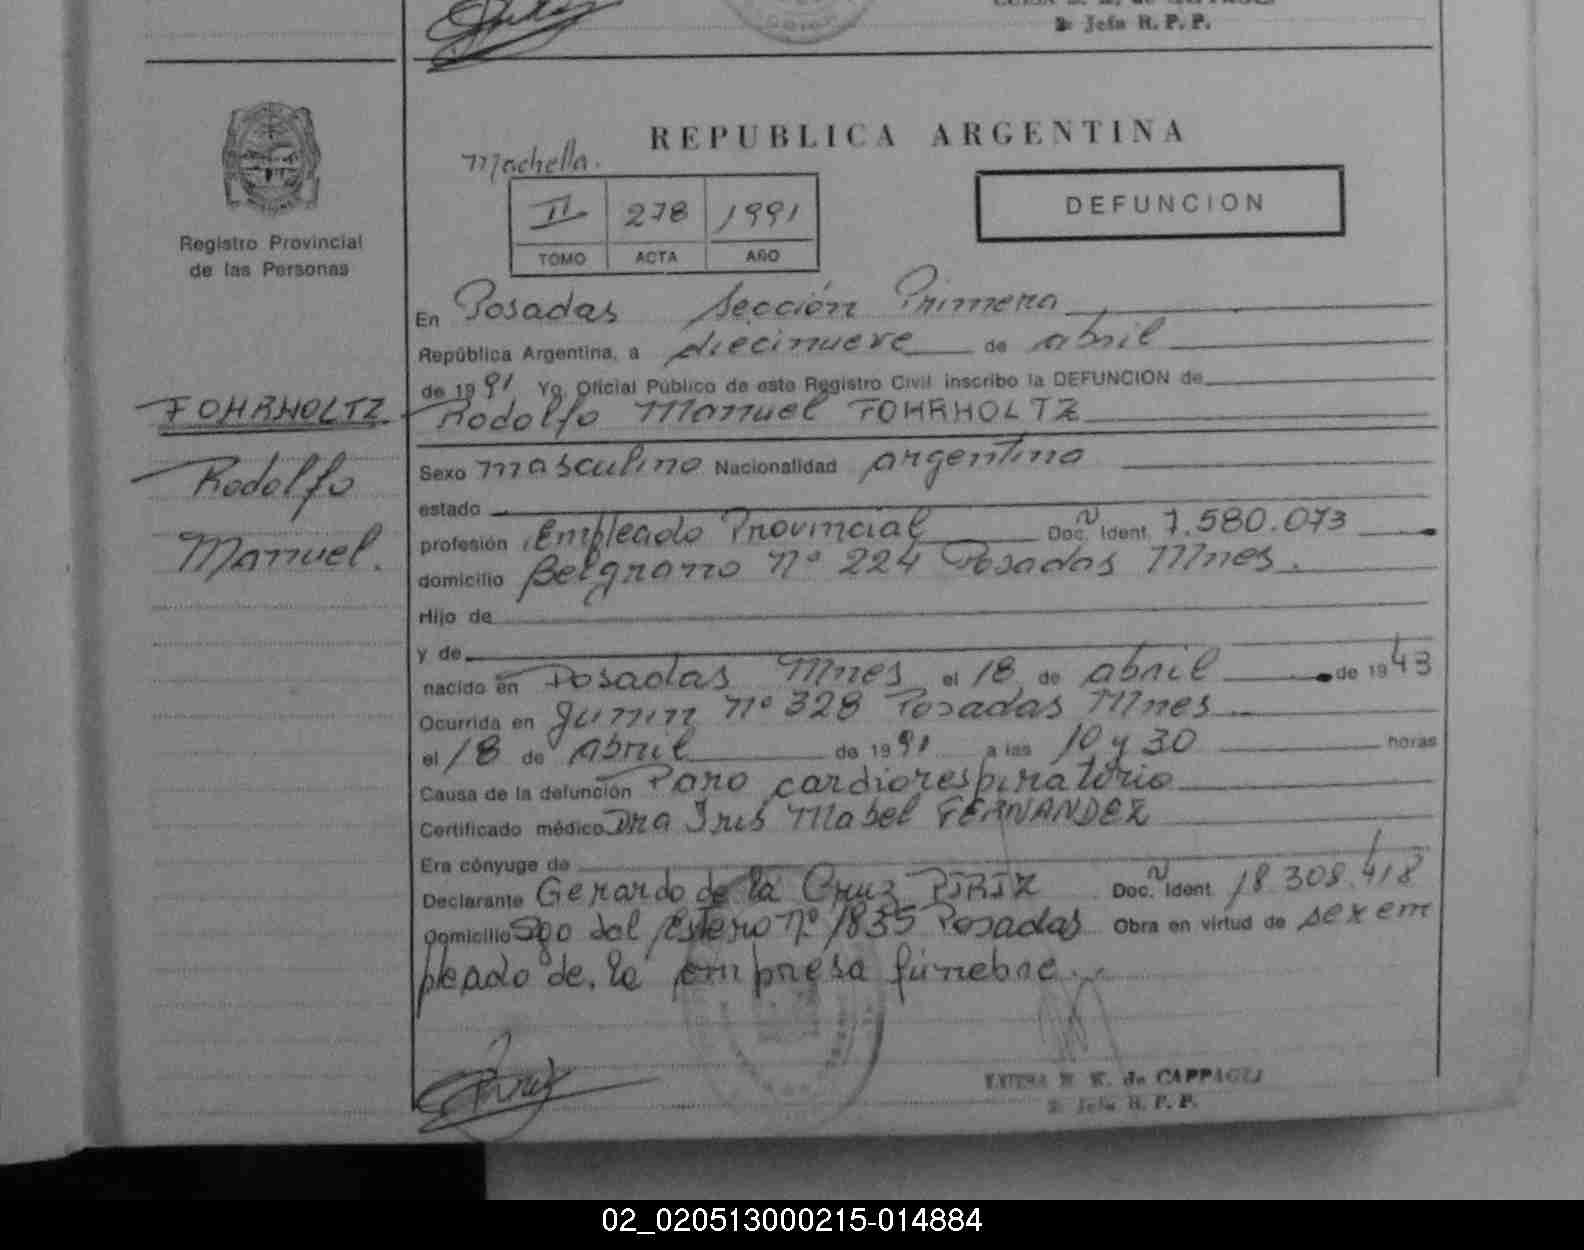 2ª Jefa R. P. P.
REPUBLICA ARGENTINA
Registro Provincial
de las Personas
II 278 1991
TOMO ACTA AÑO
DEFUNCION
En Posadas Sección Primera
República Argentina, a diecinueve de abril
de 1991 Yo, Oficial Público de este Registro Civil inscribo la DEFUNCION de
FOHRHOLTZ
Rodolfo
Manuel.
Rodolfo Manuel FOHRHOLTZ
Sexo masculino Nacionalidad argentina
estado
profesión Empleado Provincial Doc. Ident. 7.580.073
domicilio Belgrano Nº 224 Posadas Mnes.
Hijo de
y de
nacido en Posadas Mnes el 18 de abril de 1943
Ocurrida en Junin Nº 328 Posadas Mnes
el 18 de abril de 1991 a las 10 y 30 horas
Causa de la defunción Paro cardiorespiratorio
Certificado médico Dra Iris Mabel FERNANDEZ
Era cónyuge de
Declarante Gerardo de la Cruz PIRIZ Doc. Ident. 18.308.418
Domicilio Sgo del Estero Nº 1835 Posadas Obra en virtud de ser em
pleado de la empresa fúnebre.
de CAPPAGLI
2ª Jefa R. P. P.
02_020513000215-014884